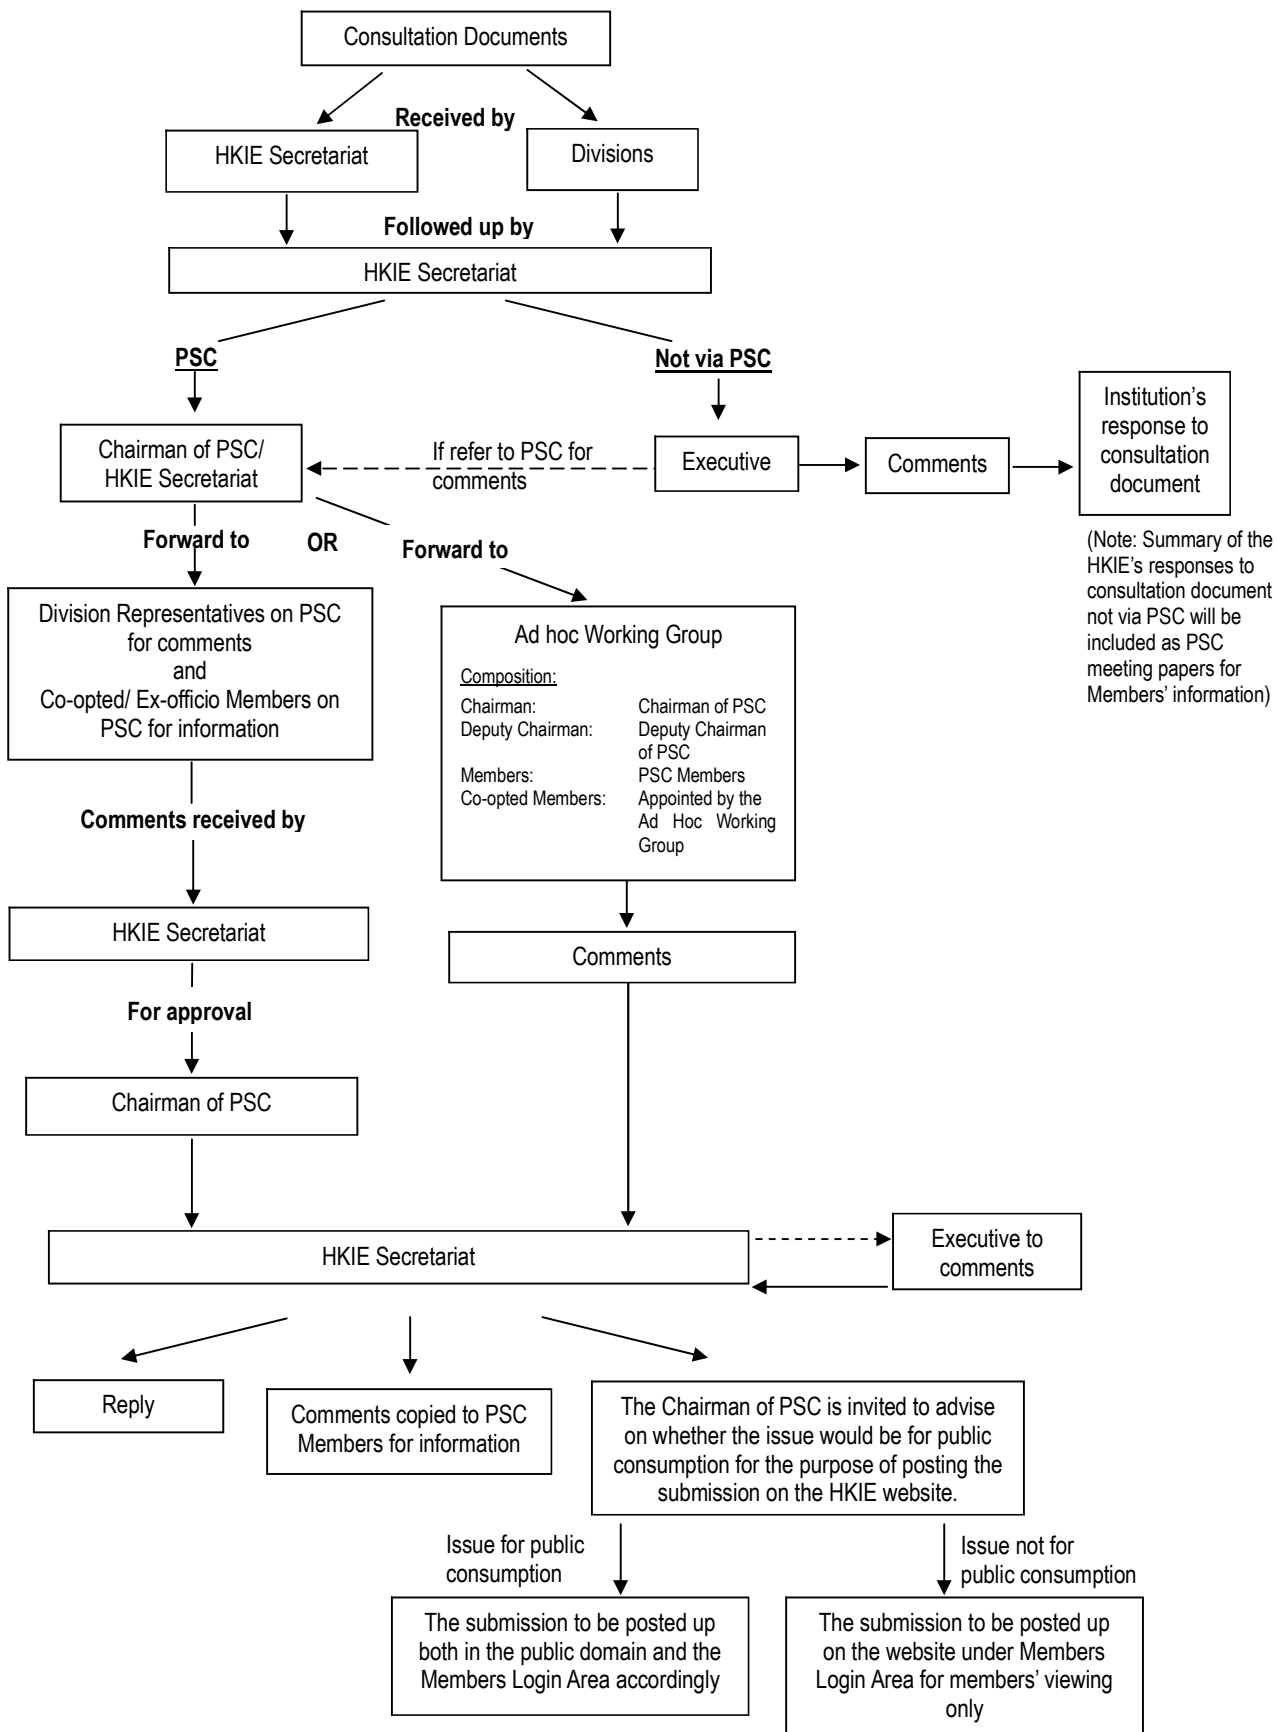 Consultation Documents
Received by
HKIE Secretariat
Divisions
Followed up by
HKIE Secretariat
PSC
Not via PSC
Chairman of PSC/
HKIE Secretariat
If refer to PSC for
comments
Executive
Comments
Institution’s
response to
consultation
document
(Note: Summary of the
HKIE’s responses to
consultation document
not via PSC will be
included as PSC
meeting papers for
Members’ information)
Forward to
OR
Forward to
Division Representatives on PSC
for comments
and
Co-opted/ Ex-officio Members on
PSC for information
Ad hoc Working Group
Composition:
Chairman: Chairman of PSC
Deputy Chairman: Deputy Chairman
of PSC
Members: PSC Members
Co-opted Members: Appointed by the
Ad Hoc Working
Group
Comments received by
HKIE Secretariat
Comments
For approval
Chairman of PSC
HKIE Secretariat
Executive to
comments
Reply
Comments copied to PSC
Members for information
The Chairman of PSC is invited to advise
on whether the issue would be for public
consumption for the purpose of posting the
submission on the HKIE website.
Issue for public
consumption
Issue not for
public consumption
The submission to be posted up
both in the public domain and the
Members Login Area accordingly
The submission to be posted up
on the website under Members
Login Area for members’ viewing
only